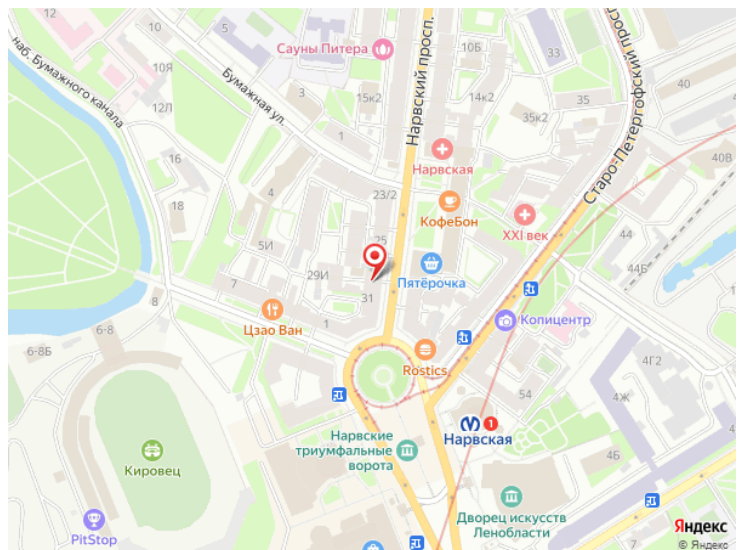 5
10Я
12Л
наб. Бумажного канала
Сауны Питера
Бумажная ул.
3
15к2
Нарвский просп.
10Б
33
14к2
35
35к2
Старо-Петергофский просп
40
40В
1
16
18
4
5И
23/2
25
29И
31
7
8
1
Нарвская
КофеБон
XXI век
44
44Б
Пятёрочка
Копицентр
Цзао Ван
Rostics
6-8
6-8Б
4Г2
4Ж
54
4Б
Нарвская
1
Нарвские
триумфальные
ворота
Кировец
PitStop
Дворец искусств
Ленобласти
7
Яндекс
© Яндекс